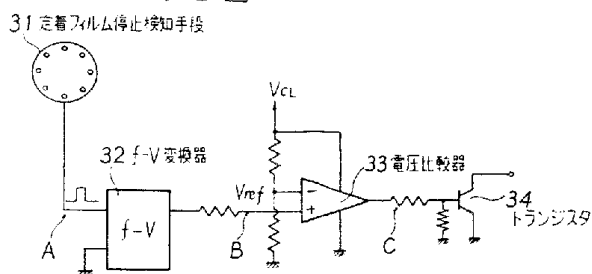 31 定着フィルム停止検知手段
32 f-V変換器
f-V
A
B
Vref
VCL
−
+
33 電圧比較器
C
34
トランジスタ